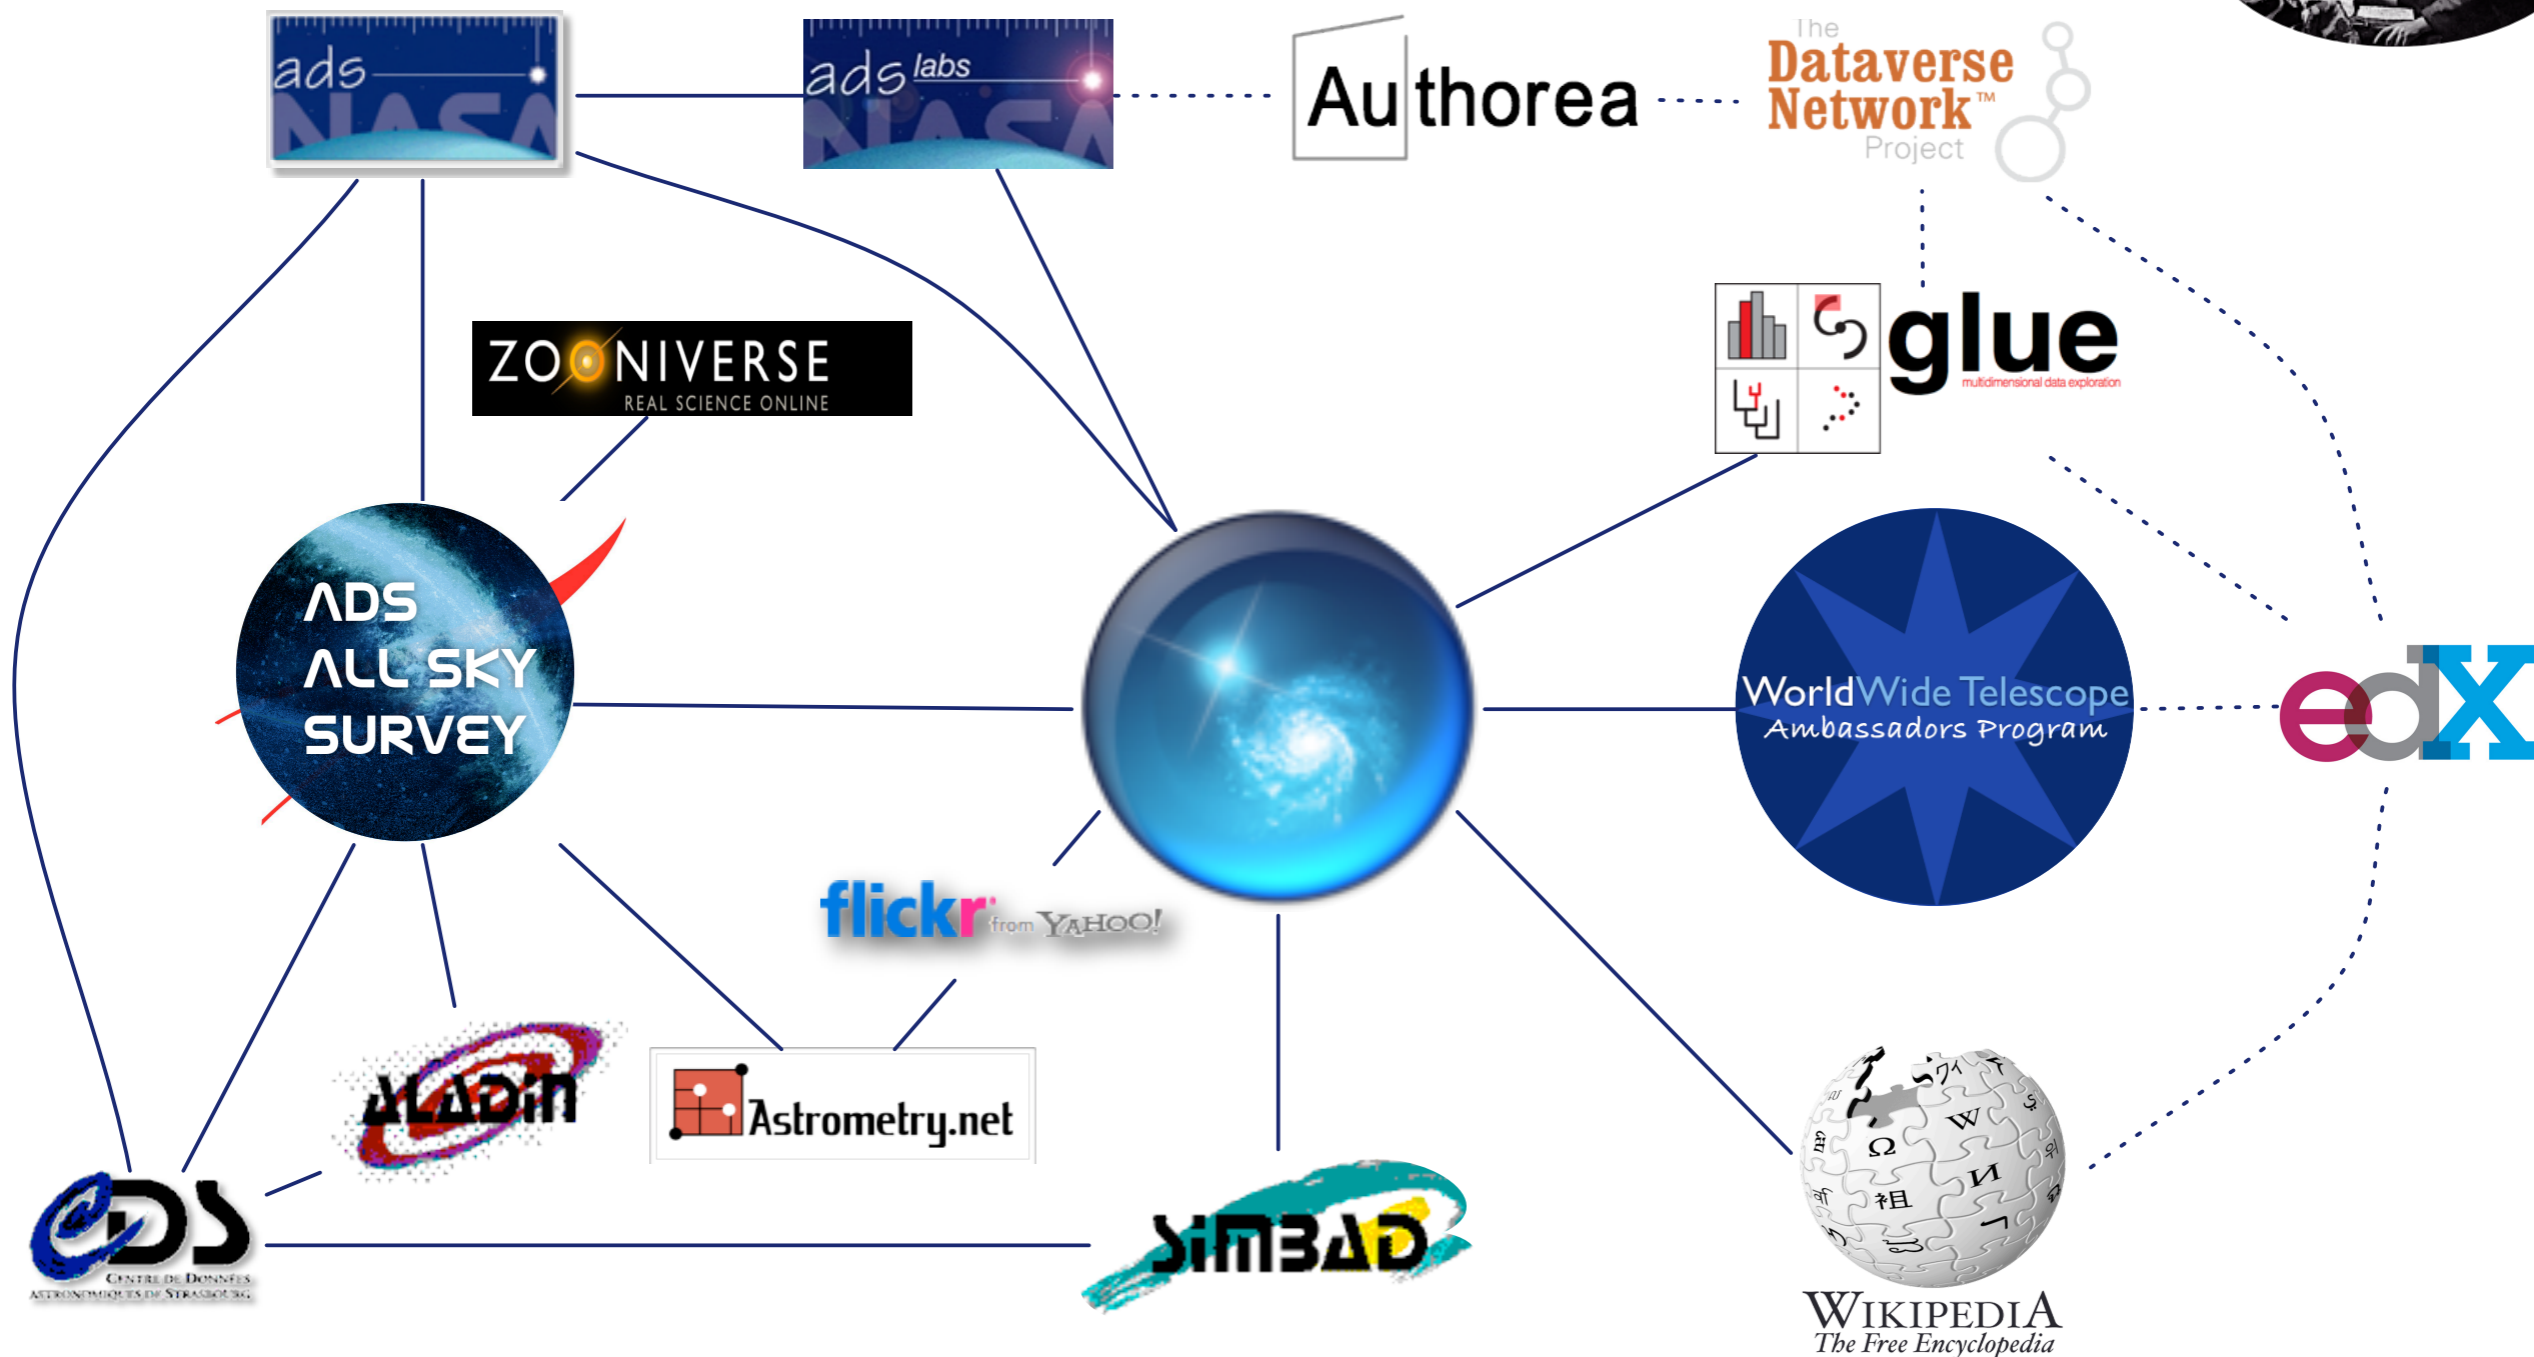 ads
NASA
ads labs
NASA
Authorea
The
Dataverse
Network™
Project
ZOONIVERSE
REAL SCIENCE ONLINE
glue
multidimensional data exploration
ADS
ALL SKY
SURVEY
WorldWide Telescope
Ambassadors Program
edX
flickr from YAHOO!
ALADiN
Astrometry.net
CDS
CENTRE DE DONNÉES
ASTRONOMIQUES DE STRASBOURG
SiMBAD
Ω
W
И
祖
WIKIPEDIA
The Free Encyclopedia